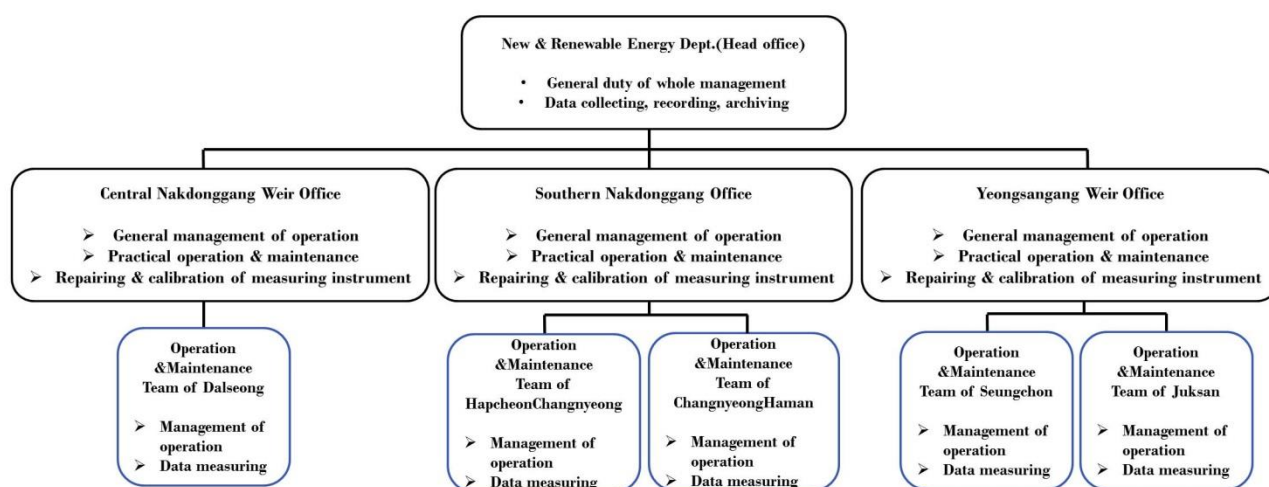 New & Renewable Energy Dept.(Head office)
• General duty of whole management
• Data collecting, recording, archiving
Central Nakdonggang Weir Office
➢ General management of operation
➢ Practical operation & maintenance
➢ Repairing & calibration of measuring instrument
Southern Nakdonggang Office
➢ General management of operation
➢ Practical operation & maintenance
➢ Repairing & calibration of measuring instrument
Yeongsangang Weir Office
➢ General management of operation
➢ Practical operation & maintenance
➢ Repairing & calibration of measuring instrument
Operation
&Maintenance
Team of Dalseong
➢ Management of
operation
➢ Data measuring
Operation
&Maintenance
Team of
HapcheonChangnyeong
➢ Management of
operation
➢ Data measuring
Operation
&Maintenance
Team of
ChangnyeongHaman
➢ Management of
operation
➢ Data measuring
Operation
&Maintenance
Team of Seungchon
➢ Management of
operation
➢ Data measuring
Operation
&Maintenance
Team of Juksan
➢ Management of
operation
➢ Data measuring